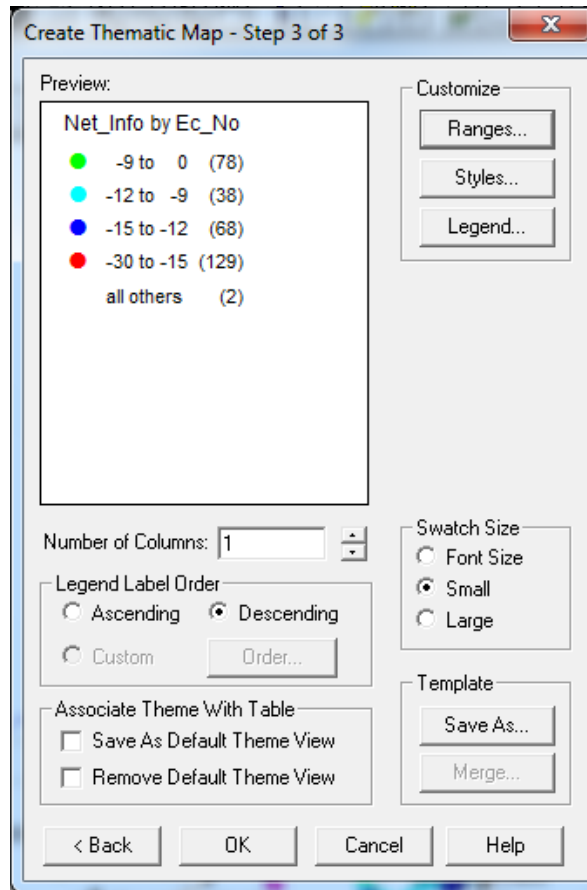 Create Thematic Map - Step 3 of 3
Preview:
Net_Info by Ec_No
-9 to 0 (78)
-12 to -9 (38)
-15 to -12 (68)
-30 to -15 (129)
all others (2)
Customize
Ranges...
Styles...
Legend...
Number of Columns: 1
Legend Label Order
Ascending Descending
Custom Order...
Associate Theme With Table
Save As Default Theme View
Remove Default Theme View
Swatch Size
Font Size
Small
Large
Template
Save As...
Merge...
< Back OK Cancel Help